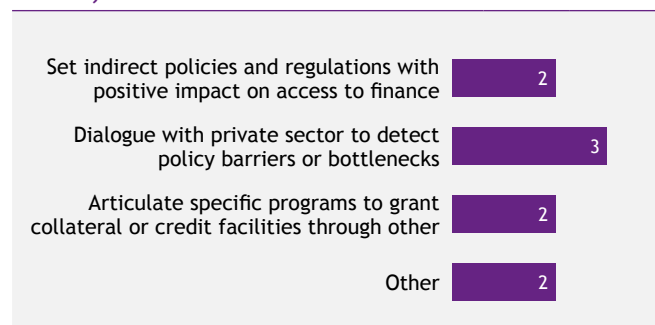 Set indirect policies and regulations with
positive impact on access to finance
2
Dialogue with private sector to detect
policy barriers or bottlenecks
3
Articulate specific programs to grant
collateral or credit facilities through other
2
Other
2